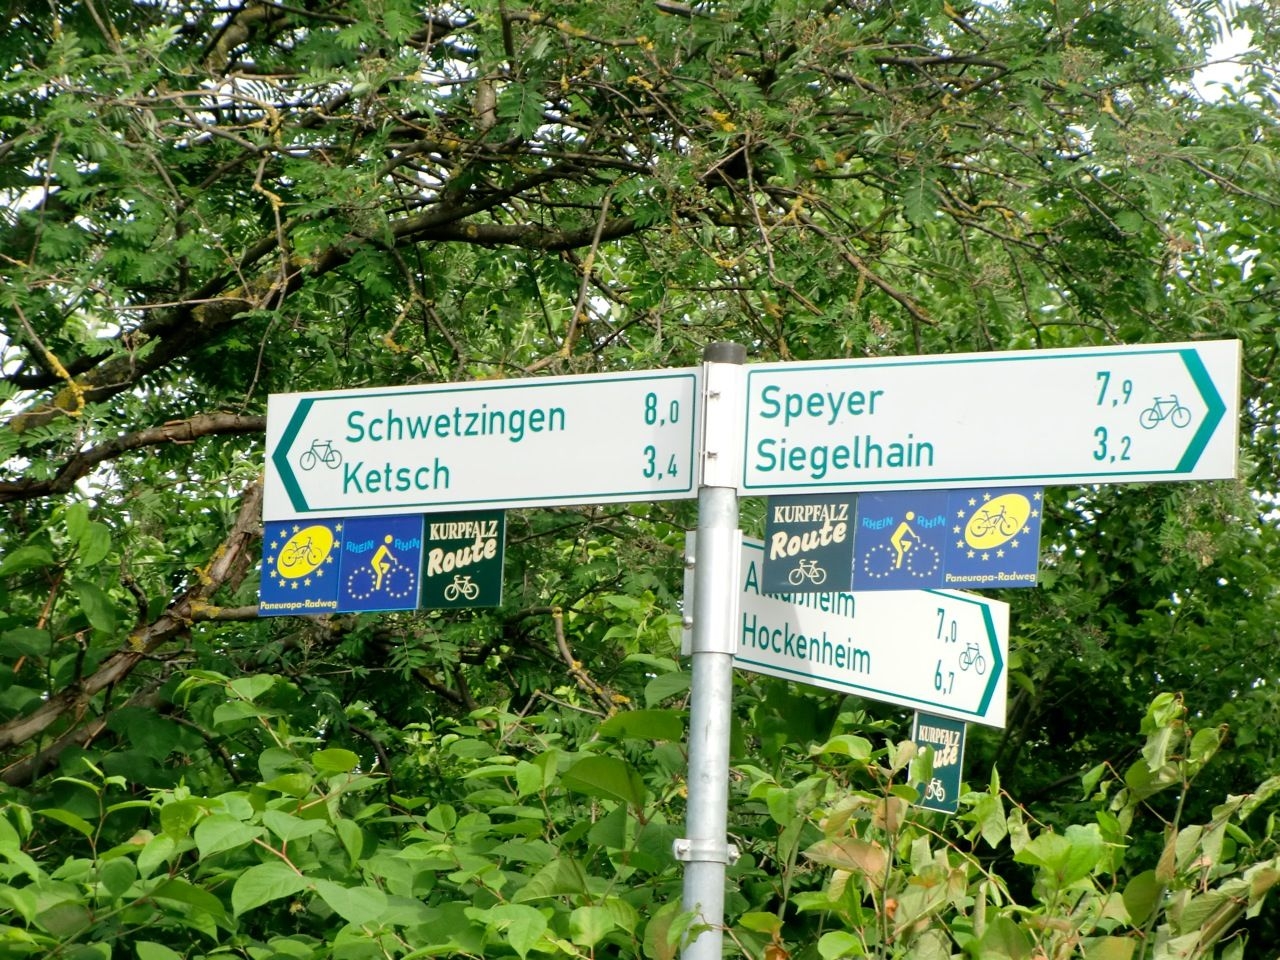 Schwetzingen 8,0
Ketsch 3,4
Paneuropa-Radweg
RHEIN RHIN
KURPFALZ
Route
Speyer 7,9
Siegelhain 3,2
KURPFALZ
Route
RHEIN RHIN
Paneuropa-Radweg
7,0
Hockenheim 6,7
KURPFALZ
Route